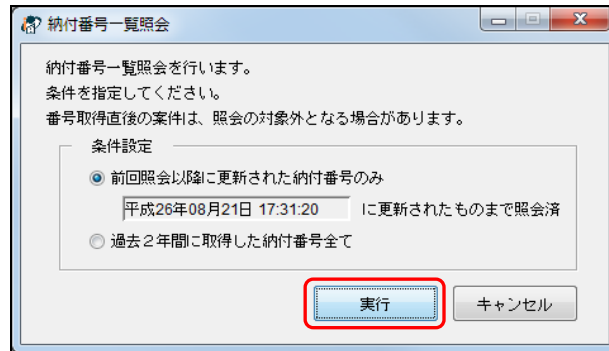 納付番号一覧照会
納付番号一覧照会を行います。
条件を指定してください。
番号取得直後の案件は、照会の対象外となる場合があります。
条件設定
前回照会以降に更新された納付番号のみ
平成26年08月21日 17:31:20 に更新されたものまで照会済
過去２年間に取得した納付番号全て
実行 キャンセル